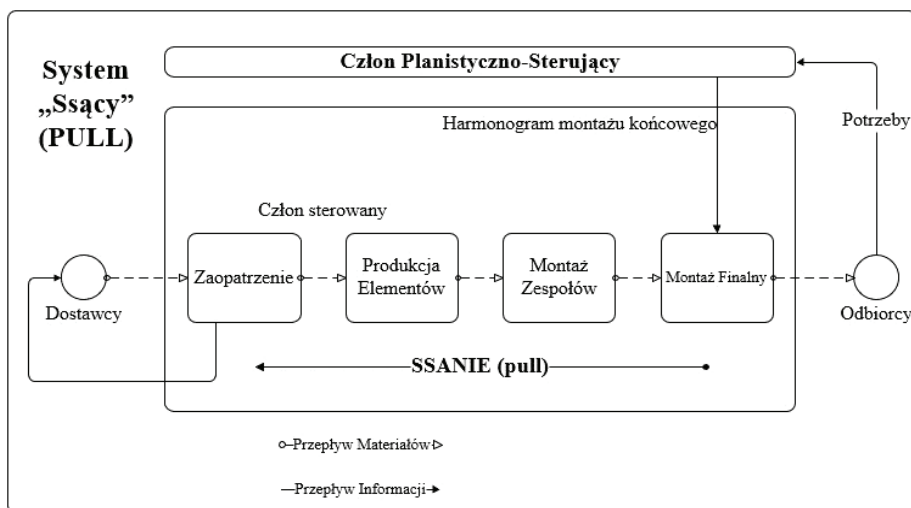 System
„Ssący”
(PULL)
Człon Planistyczno-Sterujący
Harmonogram montażu końcowego
Potrzeby
Człon sterowany
Zaopatrzenie
Produkcja
Elementów
Montaż
Zespołów
Montaż Finalny
Dostawcy
Odbiorcy
SSANIE (pull)
Przepływ Materiałów
Przepływ Informacji